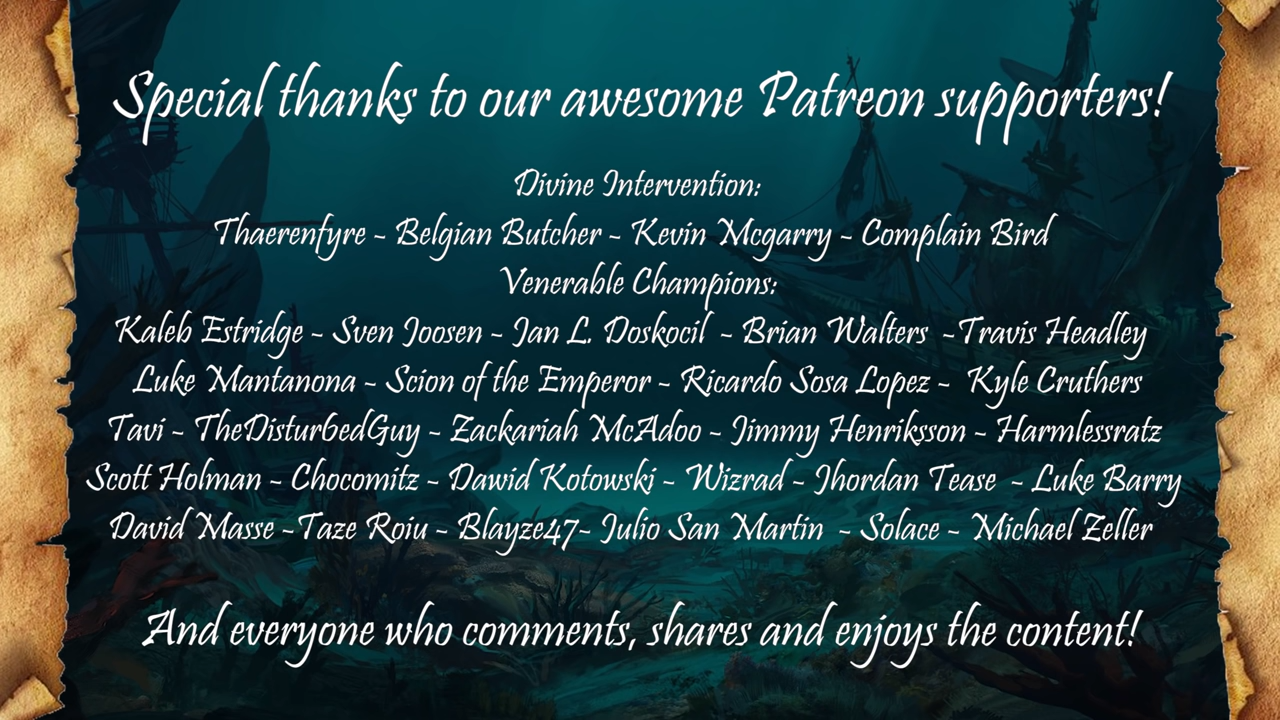 Special thanks to our awesome Patreon supporters!
Divine Intervention:
Thaerenfyre - Belgian Butcher - Kevin Mcgarry - Complain Bird
Venerable Champions:
Kaleb Estridge - Sven Joosen - Jan L. Doskocil - Brian Walters -Travis Headley
Luke Mantanona - Scion of the Emperor - Ricardo Sosa Lopez - Kyle Cruthers
Tavi - TheDisturbedGuy - Zackariah McAdoo - Jimmy Henriksson - Harmlessratz
Scott Holman - Chocomitz - Dawid Kotowski - Wizrad - Jhordan Tease - Luke Barry
David Masse -Taze Roiu - Blayze47- Julio San Martin - Solace - Michael Zeller
And everyone who comments, shares and enjoys the content!